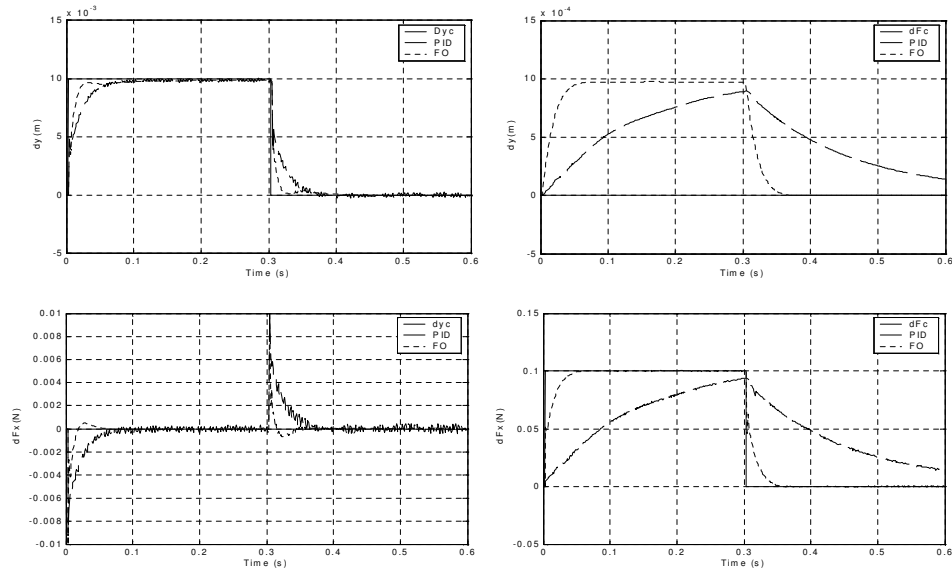 x 10⁻³
15
10
5
0
-5
dy(m)
Dyc
PID
FO
0 0.1 0.2 0.3 0.4 0.5 0.6
Time (s)
x 10⁻⁴
15
10
5
0
-5
dy(m)
dFc
PID
FO
0 0.1 0.2 0.3 0.4 0.5 0.6
Time (s)
0.01
0.008
0.006
0.004
0.002
0
-0.002
-0.004
-0.006
-0.008
-0.01
dFx(N)
dyc
PID
FO
0 0.1 0.2 0.3 0.4 0.5 0.6
Time (s)
0.15
0.1
0.05
0
-0.05
dFx(N)
dFc
PID
FO
0 0.1 0.2 0.3 0.4 0.5 0.6
Time (s)